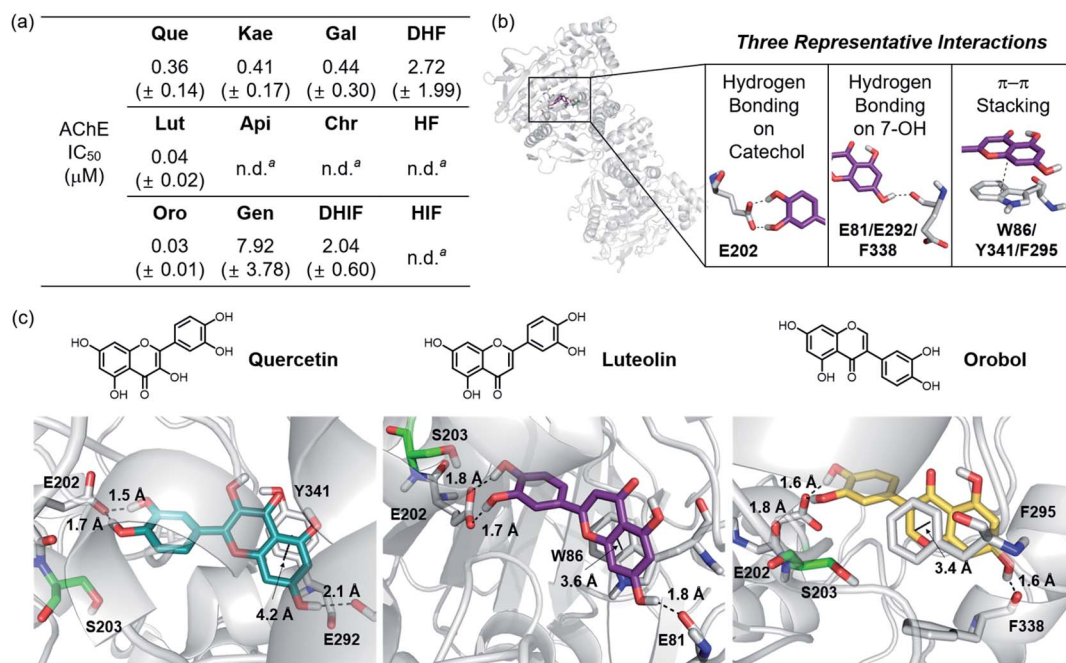 (a)
Que Kae Gal DHF
0.36 0.41 0.44 2.72
(± 0.14) (± 0.17) (± 0.30) (± 1.99)
AChE
IC₅₀
(μM)
Lut Api Chr HF
0.04 n.d.ᵃ n.d.ᵃ n.d.ᵃ
(± 0.02)
Oro Gen DHIF HIF
0.03 7.92 2.04 n.d.ᵃ
(± 0.01) (± 3.78) (± 0.60)
(b)
Three Representative Interactions
Hydrogen
Bonding
on
Catechol
E202
Hydrogen
Bonding
on 7-OH
E81/E292/
F338
π–π
Stacking
W86/
Y341/F295
(c)
HO
O
OH
OH
OH
OH
O
Quercetin
HO
O
OH
OH
OH
O
Luteolin
HO
O
OH
O
HO
OH
Orobol
E202
1.5 Å
1.7 Å
Y341
2.1 Å
4.2 Å
E292
S203
S203
1.8 Å
E202
1.7 Å
W86
3.6 Å
1.8 Å
E81
1.6 Å
1.8 Å
F295
E202
3.4 Å
1.6 Å
S203
F338